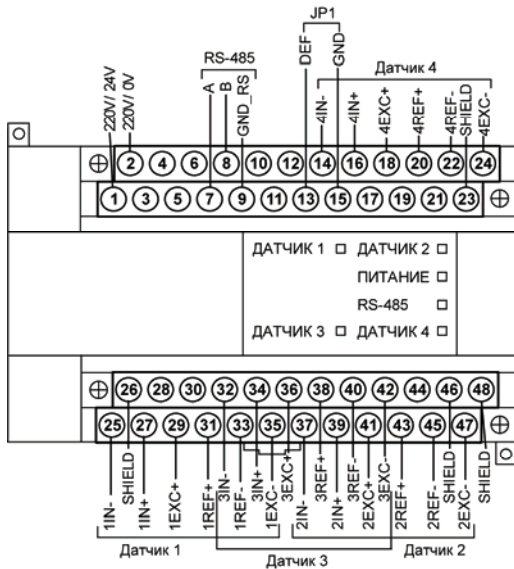 JP1
RS-485
DEF
GND
Датчик 4
220V/ 24V
220V/ 0V
A
B
GND_RS
4IN-
4IN+
4EXC+
4REF+
4REF-
SHIELD
4EXC-
2 4 6 8 10 12 14 16 18 20 22 24
1 3 5 7 9 11 13 15 17 19 21 23
ДАТЧИК 1 ДАТЧИК 2
ПИТАНИЕ
RS-485
ДАТЧИК 3 ДАТЧИК 4
26 28 30 32 34 36 38 40 42 44 46 48
25 27 29 31 33 35 37 39 41 43 45 47
1IN-
SHIELD
1IN+
1EXC+
1REF+
3IN-
1REF-
3IN+
1EXC-
3EXC+
2IN-
3REF+
2IN+
3REF-
2EXC+
3EXC-
2REF+
2REF-
SHIELD
2EXC-
SHIELD
Датчик 1
Датчик 3
Датчик 2